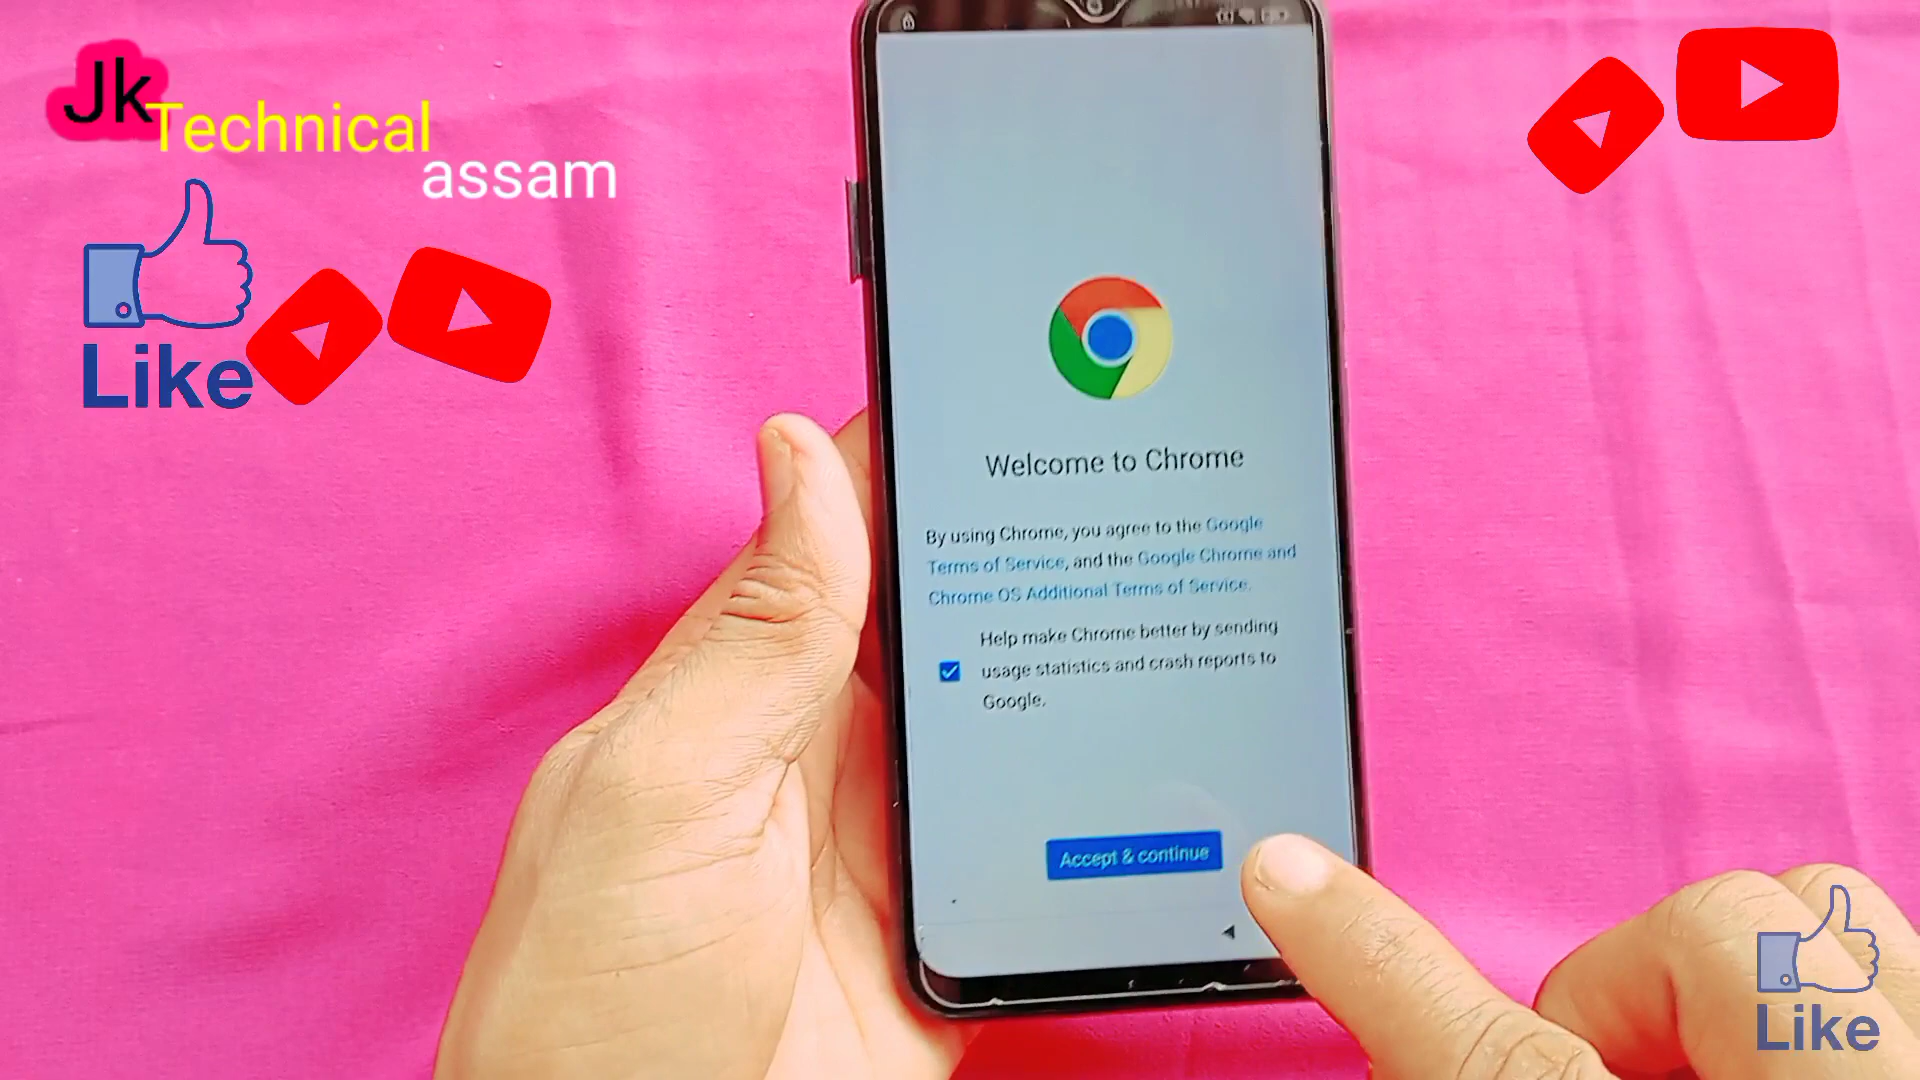 Jk
Technical
assam
Like
Welcome to Chrome
By using Chrome, you agree to the Google
Terms of Service, and the Google Chrome and
Chrome OS Additional Terms of Service.
Help make Chrome better by sending
usage statistics and crash reports to
Google.
Accept & continue
Like